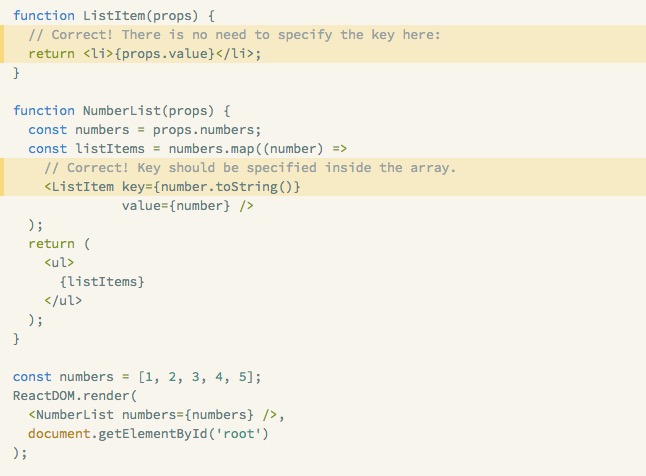 function ListItem(props) {
  // Correct! There is no need to specify the key here:
  return <li>{props.value}</li>;
}

function NumberList(props) {
  const numbers = props.numbers;
  const listItems = numbers.map((number) =>
    // Correct! Key should be specified inside the array.
    <ListItem key={number.toString()}
              value={number} />
  );
  return (
    <ul>
      {listItems}
    </ul>
  );
}

const numbers = [1, 2, 3, 4, 5];
ReactDOM.render(
  <NumberList numbers={numbers} />,
  document.getElementById('root')
);